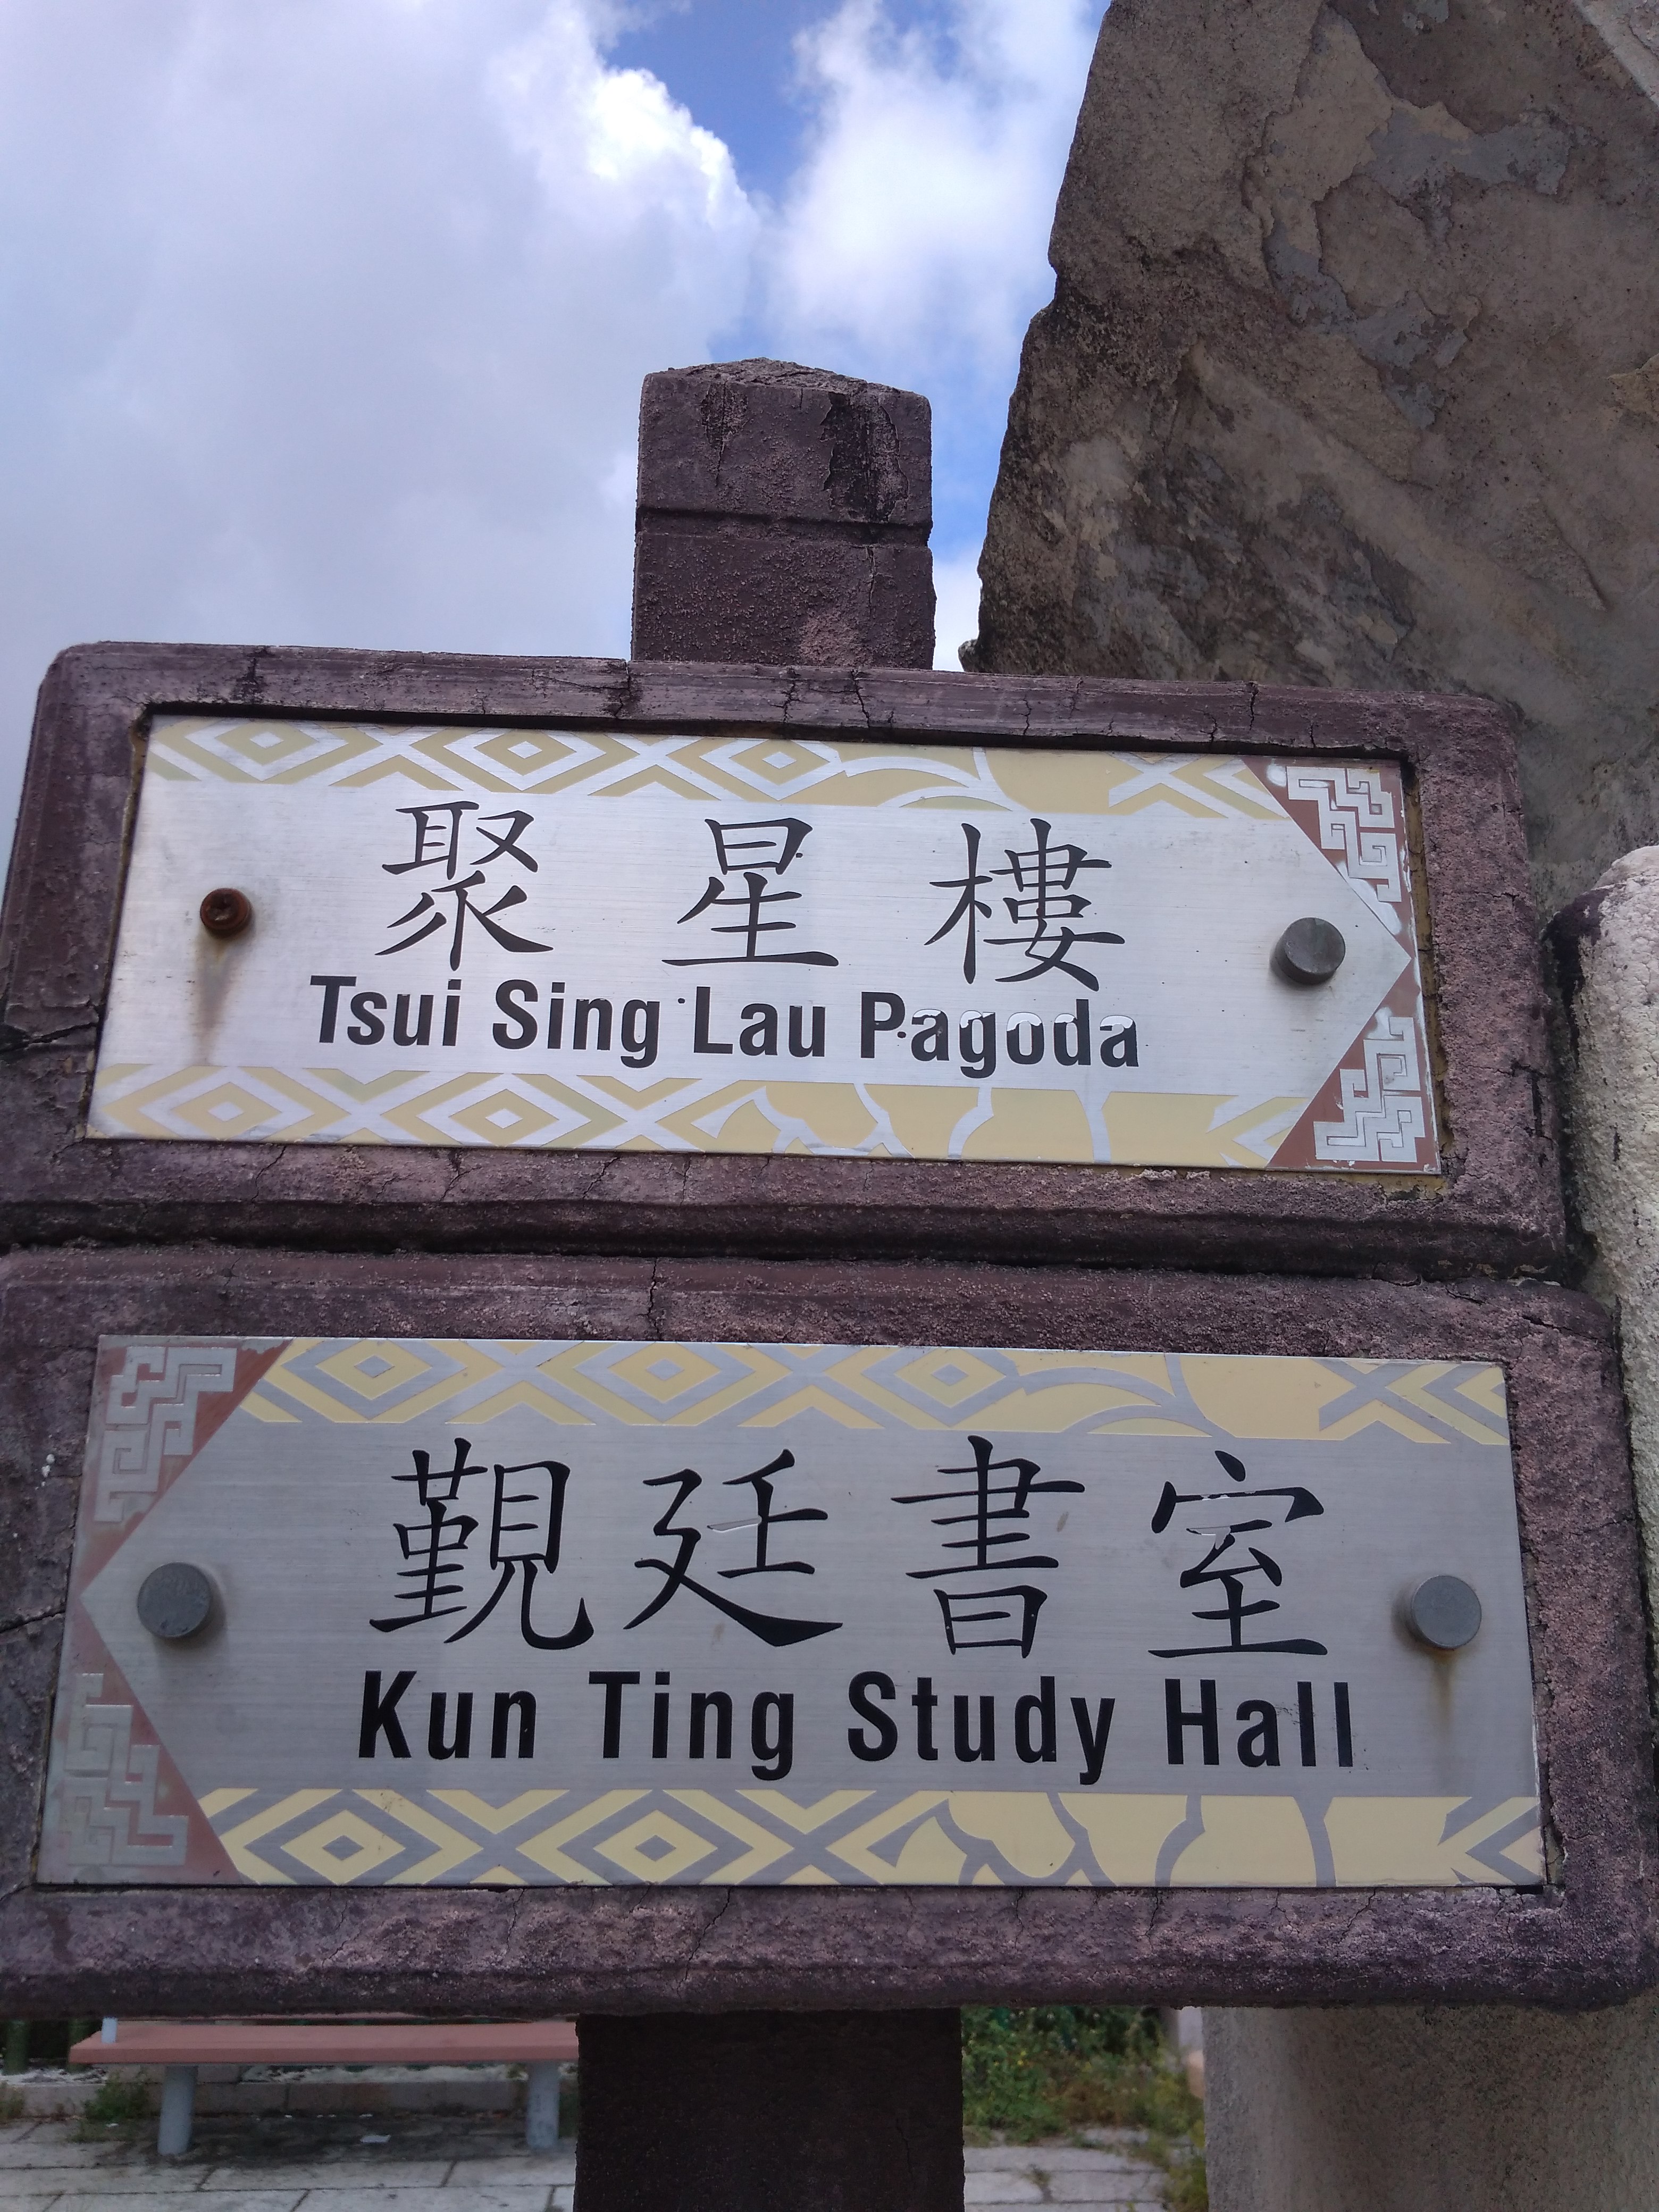 聚星樓
Tsui Sing Lau Pagoda
覲廷書室
Kun Ting Study Hall